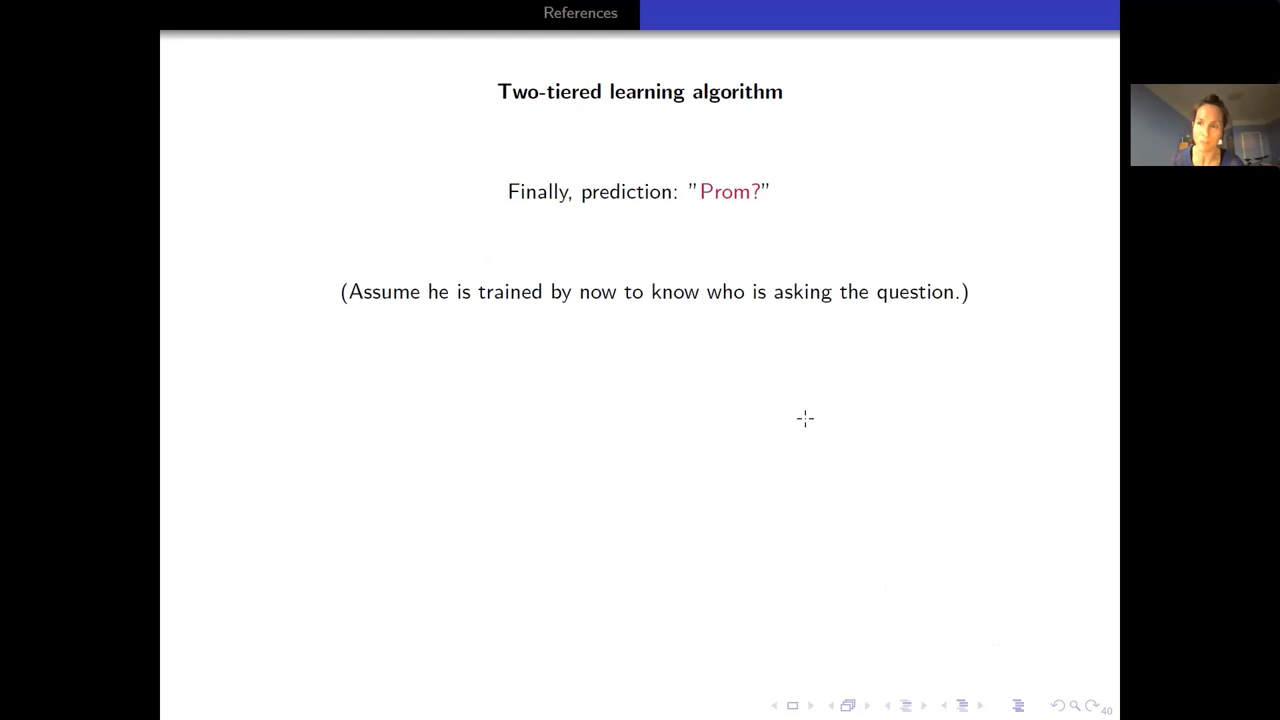 References
Two-tiered learning algorithm
Finally, prediction: ”Prom?”
(Assume he is trained by now to know who is asking the question.)
40